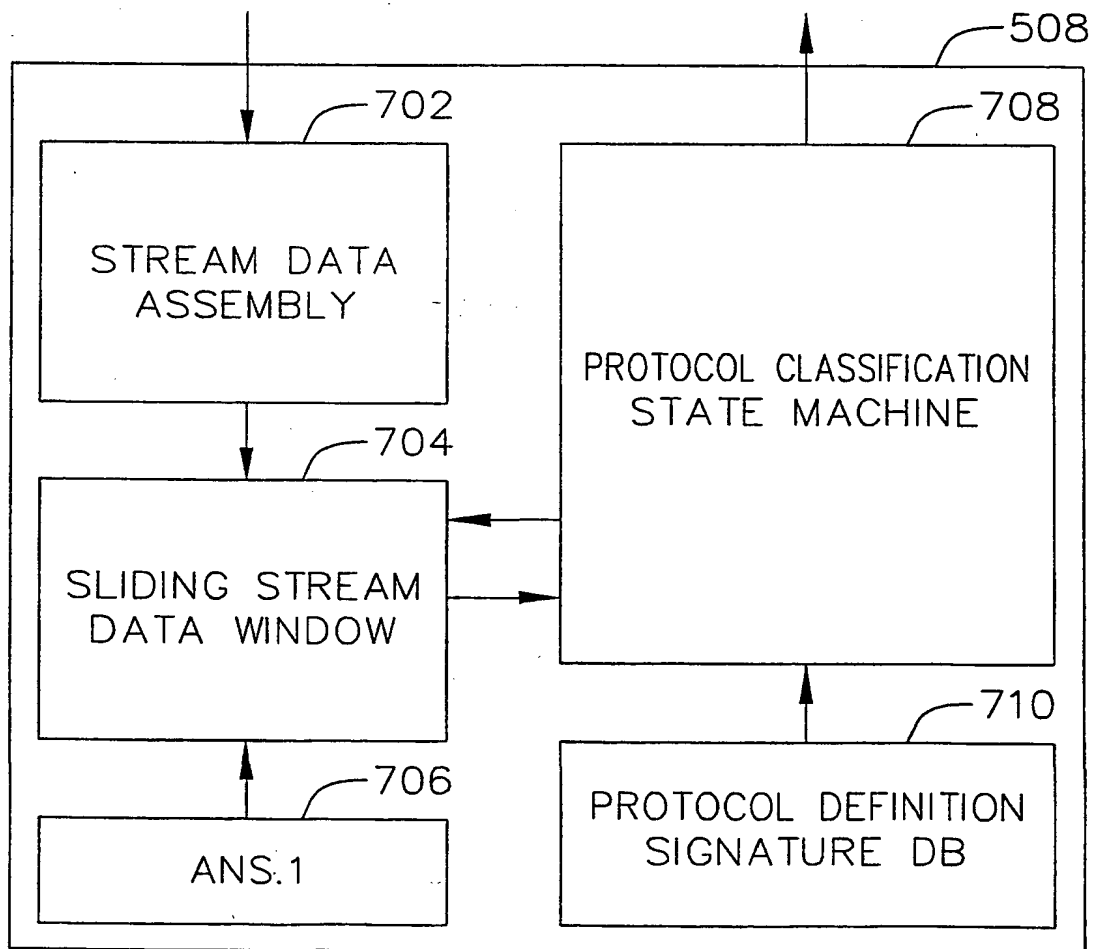 508
702
STREAM DATA
ASSEMBLY
704
SLIDING STREAM
DATA WINDOW
706
ANS.1
708
PROTOCOL CLASSIFICATION
STATE MACHINE
710
PROTOCOL DEFINITION
SIGNATURE DB